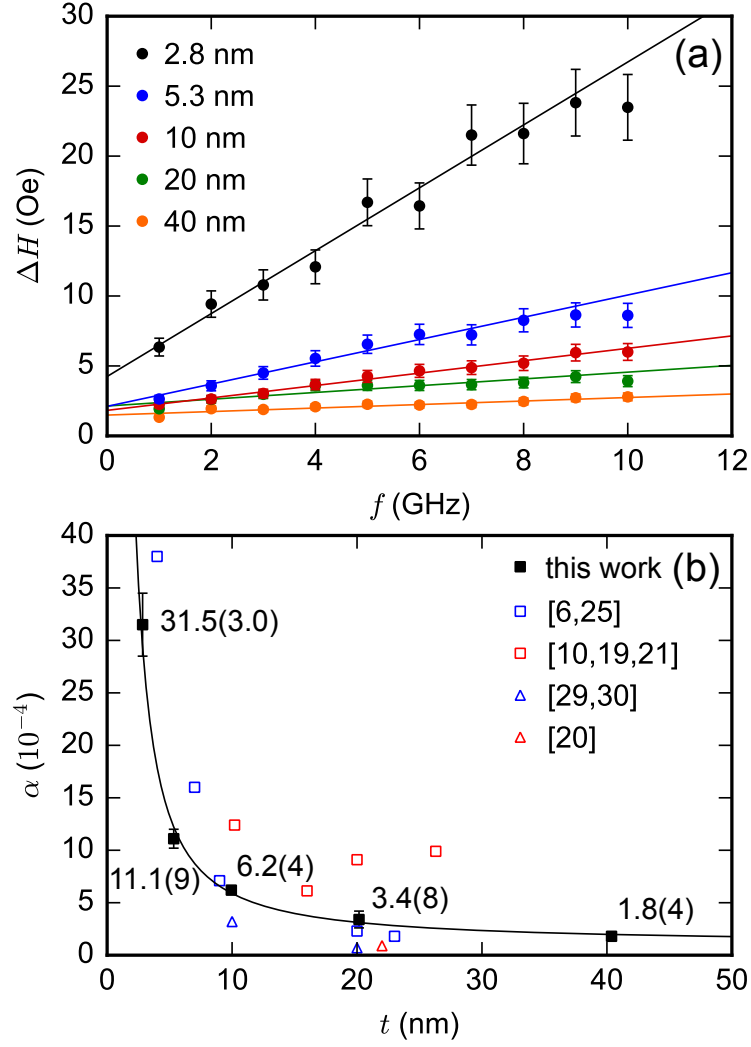 30
25
20
15
10
5
0
ΔH (Oe)
(a)
2.8 nm
5.3 nm
10 nm
20 nm
40 nm
0 2 4 6 8 10 12
f (GHz)
40
35
30
25
20
15
10
5
0
α (10⁻⁴)
(b)
this work
[6,25]
[10,19,21]
[29,30]
[20]
31.5(3.0)
11.1(9)
6.2(4)
3.4(8)
1.8(4)
0 10 20 30 40 50
t (nm)